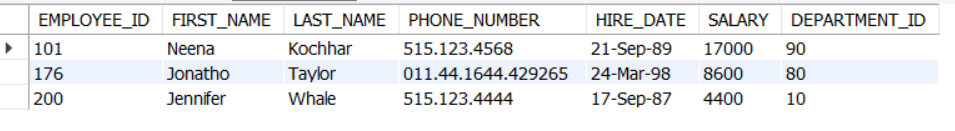 EMPLOYEE_ID FIRST_NAME LAST_NAME PHONE_NUMBER HIRE_DATE SALARY DEPARTMENT_ID
101 Neena Kochhar 515.123.4568 21-Sep-89 17000 90
176 Jonatho Taylor 011.44.1644.429265 24-Mar-98 8600 80
200 Jennifer Whale 515.123.4444 17-Sep-87 4400 10